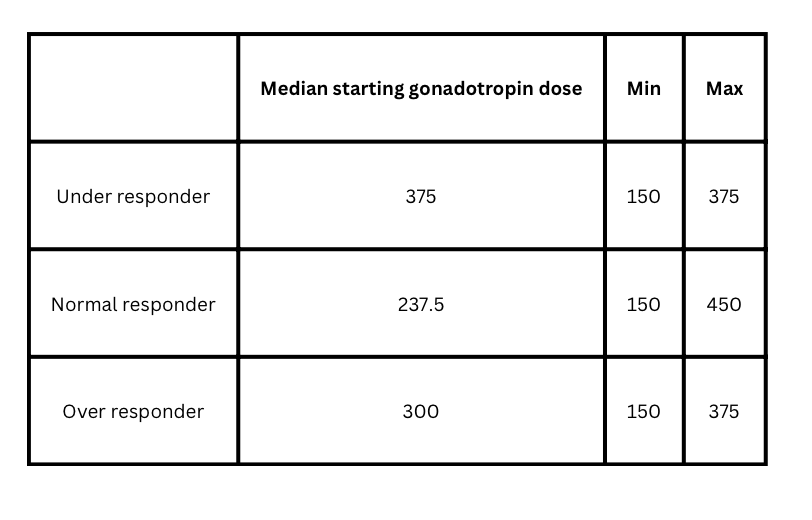 Median starting gonadotropin dose Min Max
Under responder 375 150 375
Normal responder 237.5 150 450
Over responder 300 150 375